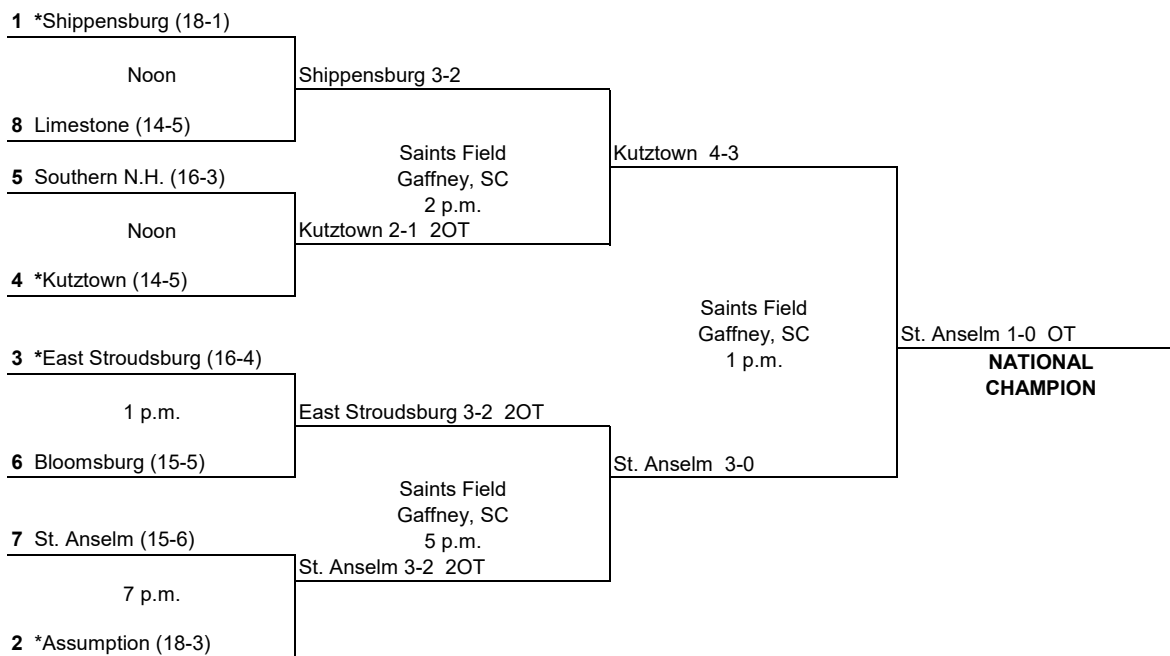 1 *Shippensburg (18-1)
Noon
8 Limestone (14-5)
5 Southern N.H. (16-3)
Noon
4 *Kutztown (14-5)
3 *East Stroudsburg (16-4)
1 p.m.
6 Bloomsburg (15-5)
7 St. Anselm (15-6)
7 p.m.
2 *Assumption (18-3)
Shippensburg 3-2
Saints Field
Gaffney, SC
2 p.m.
Kutztown 2-1 2OT
East Stroudsburg 3-2 2OT
Saints Field
Gaffney, SC
5 p.m.
St. Anselm 3-2 2OT
Kutztown 4-3
Saints Field
Gaffney, SC
1 p.m.
St. Anselm 3-0
St. Anselm 1-0 OT
NATIONAL
CHAMPION